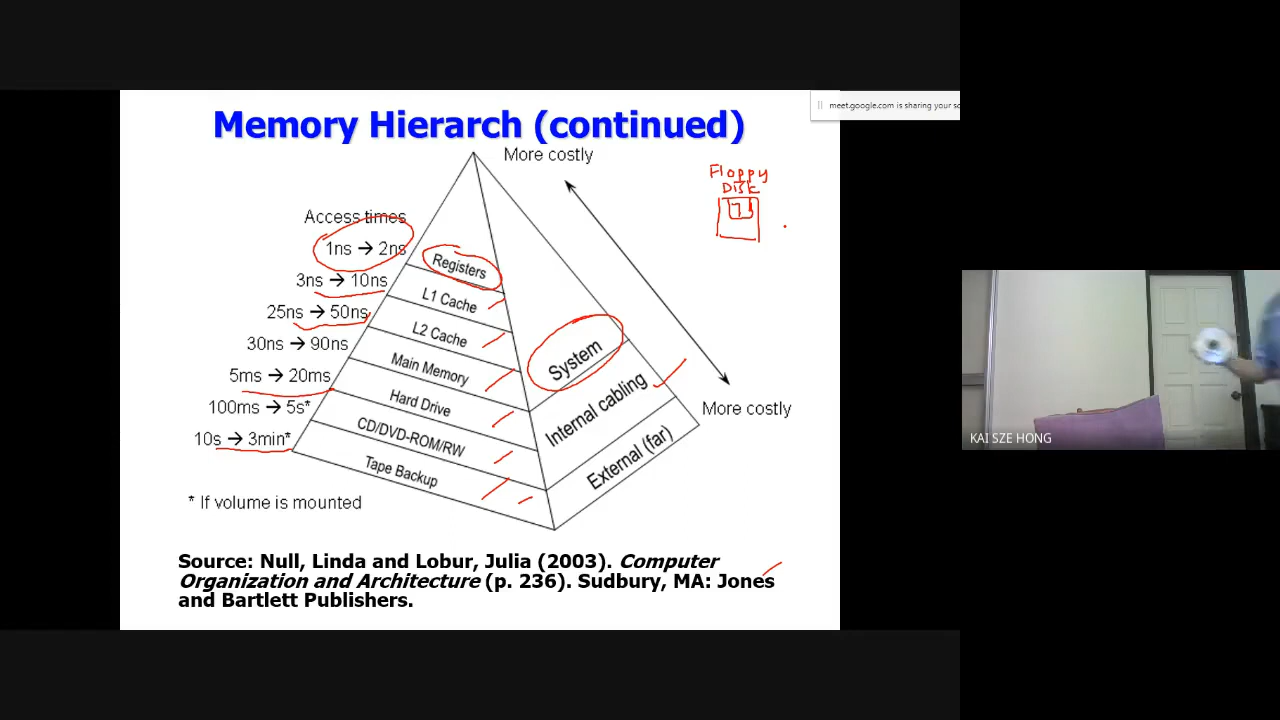 Memory Hierarch (continued)
meet.google.com is sharing your sc
More costly
Floppy
Disk
Access times
1ns → 2ns
Registers
3ns → 10ns
L1 Cache
25ns → 50ns
L2 Cache
30ns → 90ns
Main Memory
System
5ms → 20ms
Hard Drive
Internal cabling
100ms → 5s*
CD/DVD-ROM/RW
More costly
10s → 3min*
Tape Backup
External (far)
* If volume is mounted
KAI SZE HONG
Source: Null, Linda and Lobur, Julia (2003). Computer
Organization and Architecture (p. 236). Sudbury, MA: Jones
and Bartlett Publishers.